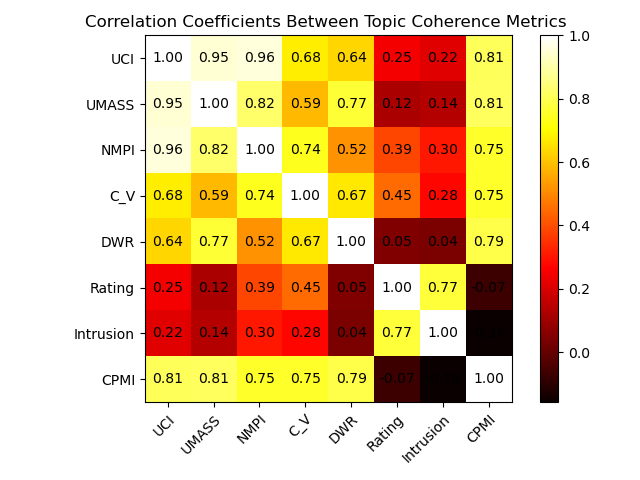 Correlation Coefficients Between Topic Coherence Metrics
UCI 1.00 0.95 0.96 0.68 0.64 0.25 0.22 0.81
UMASS 0.95 1.00 0.82 0.59 0.77 0.12 0.14 0.81
NMPI 0.96 0.82 1.00 0.74 0.52 0.39 0.30 0.75
C_V 0.68 0.59 0.74 1.00 0.67 0.45 0.28 0.75
DWR 0.64 0.77 0.52 0.67 1.00 0.05 0.04 0.79
Rating 0.25 0.12 0.39 0.45 0.05 1.00 0.77 -0.07
Intrusion 0.22 0.14 0.30 0.28 0.04 0.77 1.00
CPMI 0.81 0.81 0.75 0.75 0.79 -0.07 1.00
UCI UMASS NMPI C_V DWR Rating Intrusion CPMI
1.0
0.8
0.6
0.4
0.2
0.0